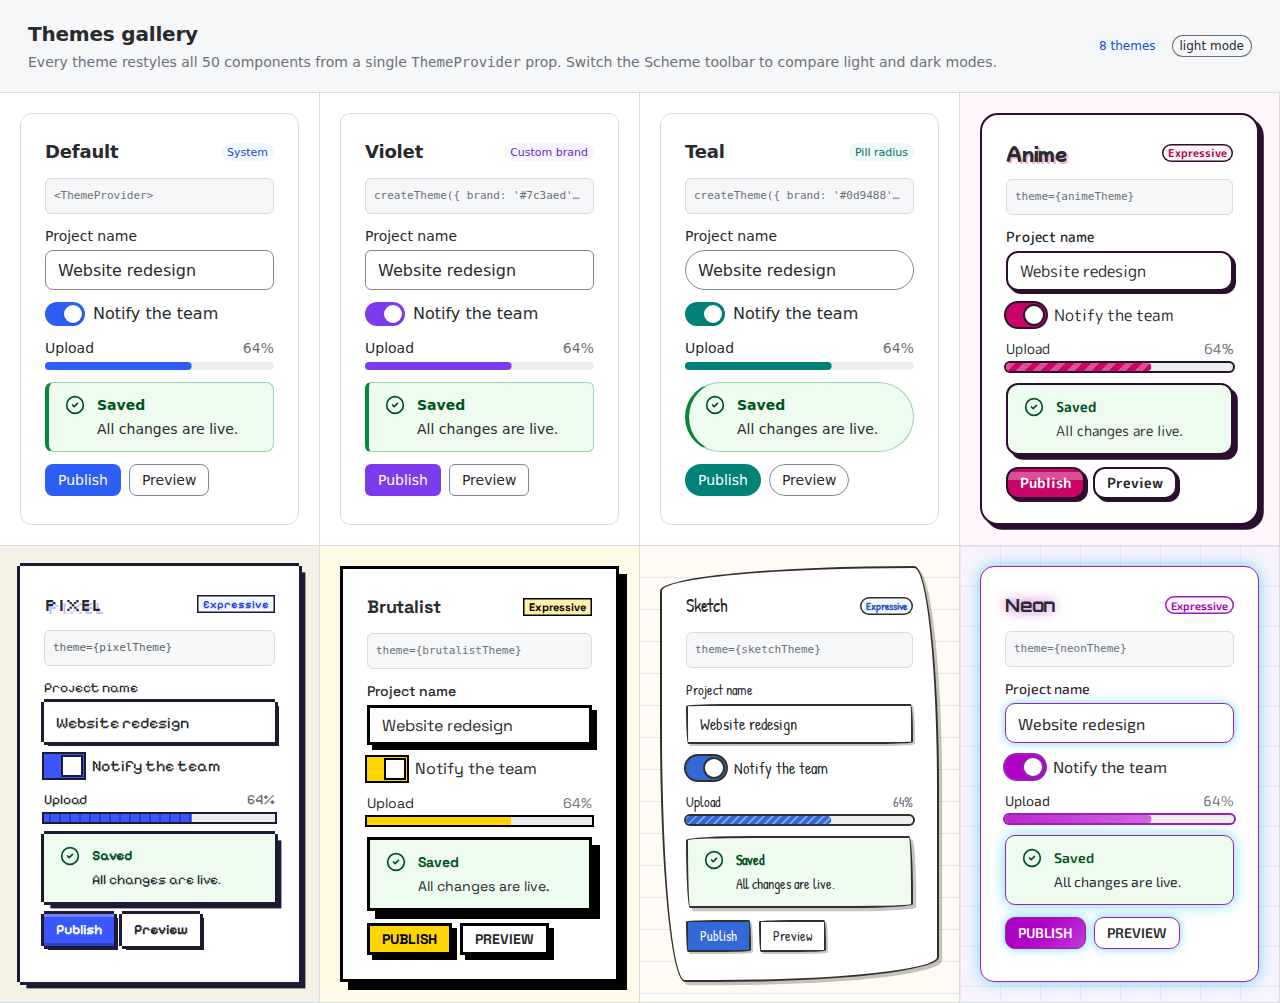 Themes gallery
Every theme restyles all 50 components from a single ThemeProvider prop. Switch the Scheme toolbar to compare light and dark modes.
8 themes
light mode
Default
System
<ThemeProvider>
Project name
Website redesign
Notify the team
Upload 64%
Saved
All changes are live.
Publish Preview
Violet
Custom brand
createTheme({ brand: '#7c3aed'…
Project name
Website redesign
Notify the team
Upload 64%
Saved
All changes are live.
Publish Preview
Teal
Pill radius
createTheme({ brand: '#0d9488'…
Project name
Website redesign
Notify the team
Upload 64%
Saved
All changes are live.
Publish Preview
Anime
Expressive
theme={animeTheme}
Project name
Website redesign
Notify the team
Upload 64%
Saved
All changes are live.
Publish Preview
PIXEL
Expressive
theme={pixelTheme}
Project name
Website redesign
Notify the team
Upload 64%
Saved
All changes are live.
Publish Preview
Brutalist
Expressive
theme={brutalistTheme}
Project name
Website redesign
Notify the team
Upload 64%
Saved
All changes are live.
PUBLISH PREVIEW
Sketch
Expressive
theme={sketchTheme}
Project name
Website redesign
Notify the team
Upload 64%
Saved
All changes are live.
Publish Preview
Neon
Expressive
theme={neonTheme}
Project name
Website redesign
Notify the team
Upload 64%
Saved
All changes are live.
PUBLISH PREVIEW